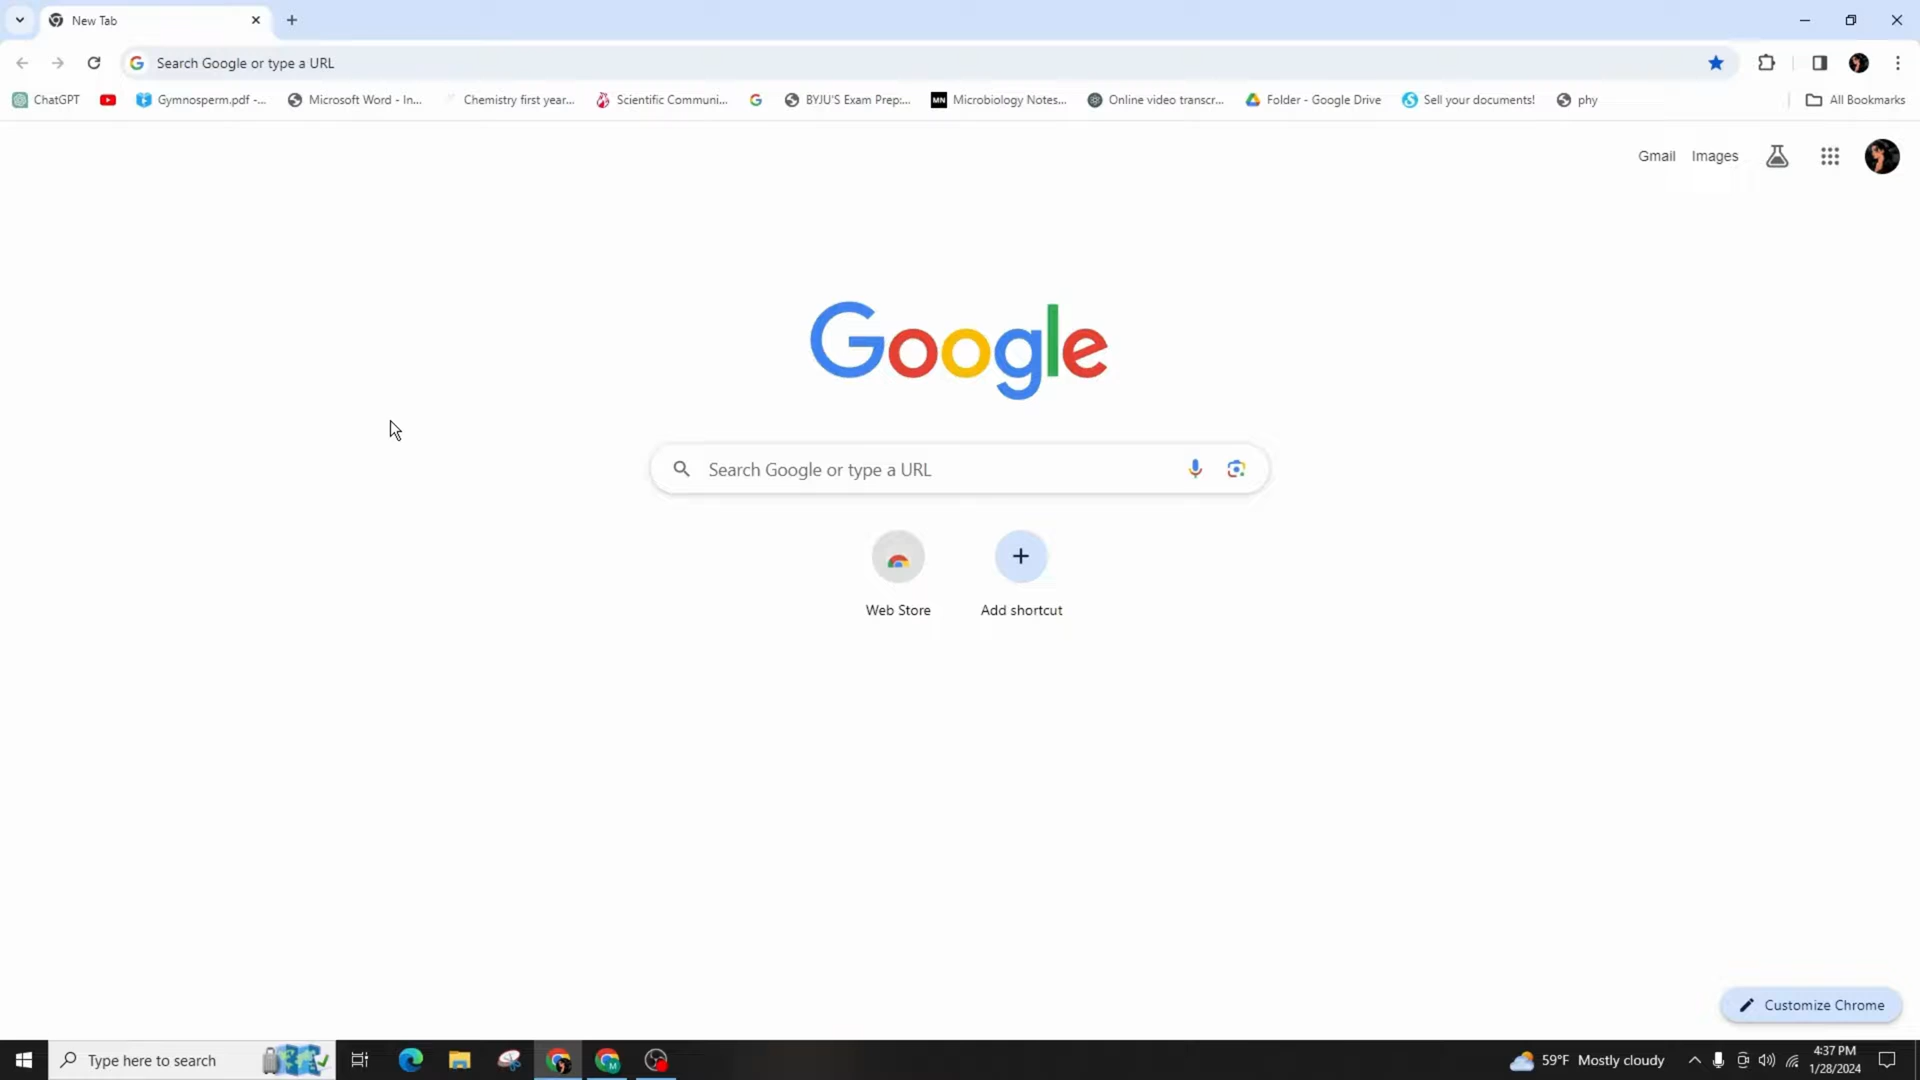 New Tab
Search Google or type a URL
ChatGPT Gymnosperm.pdf -... Microsoft Word - In... Chemistry first year... Scientific Communi... BYJU'S Exam Prep:... MN Microbiology Notes... Online video transcr... Folder - Google Drive Sell your documents! phy All Bookmarks
Gmail Images
Google
Search Google or type a URL
Web Store Add shortcut
Customize Chrome
Type here to search 59°F Mostly cloudy 4:37 PM
1/28/2024